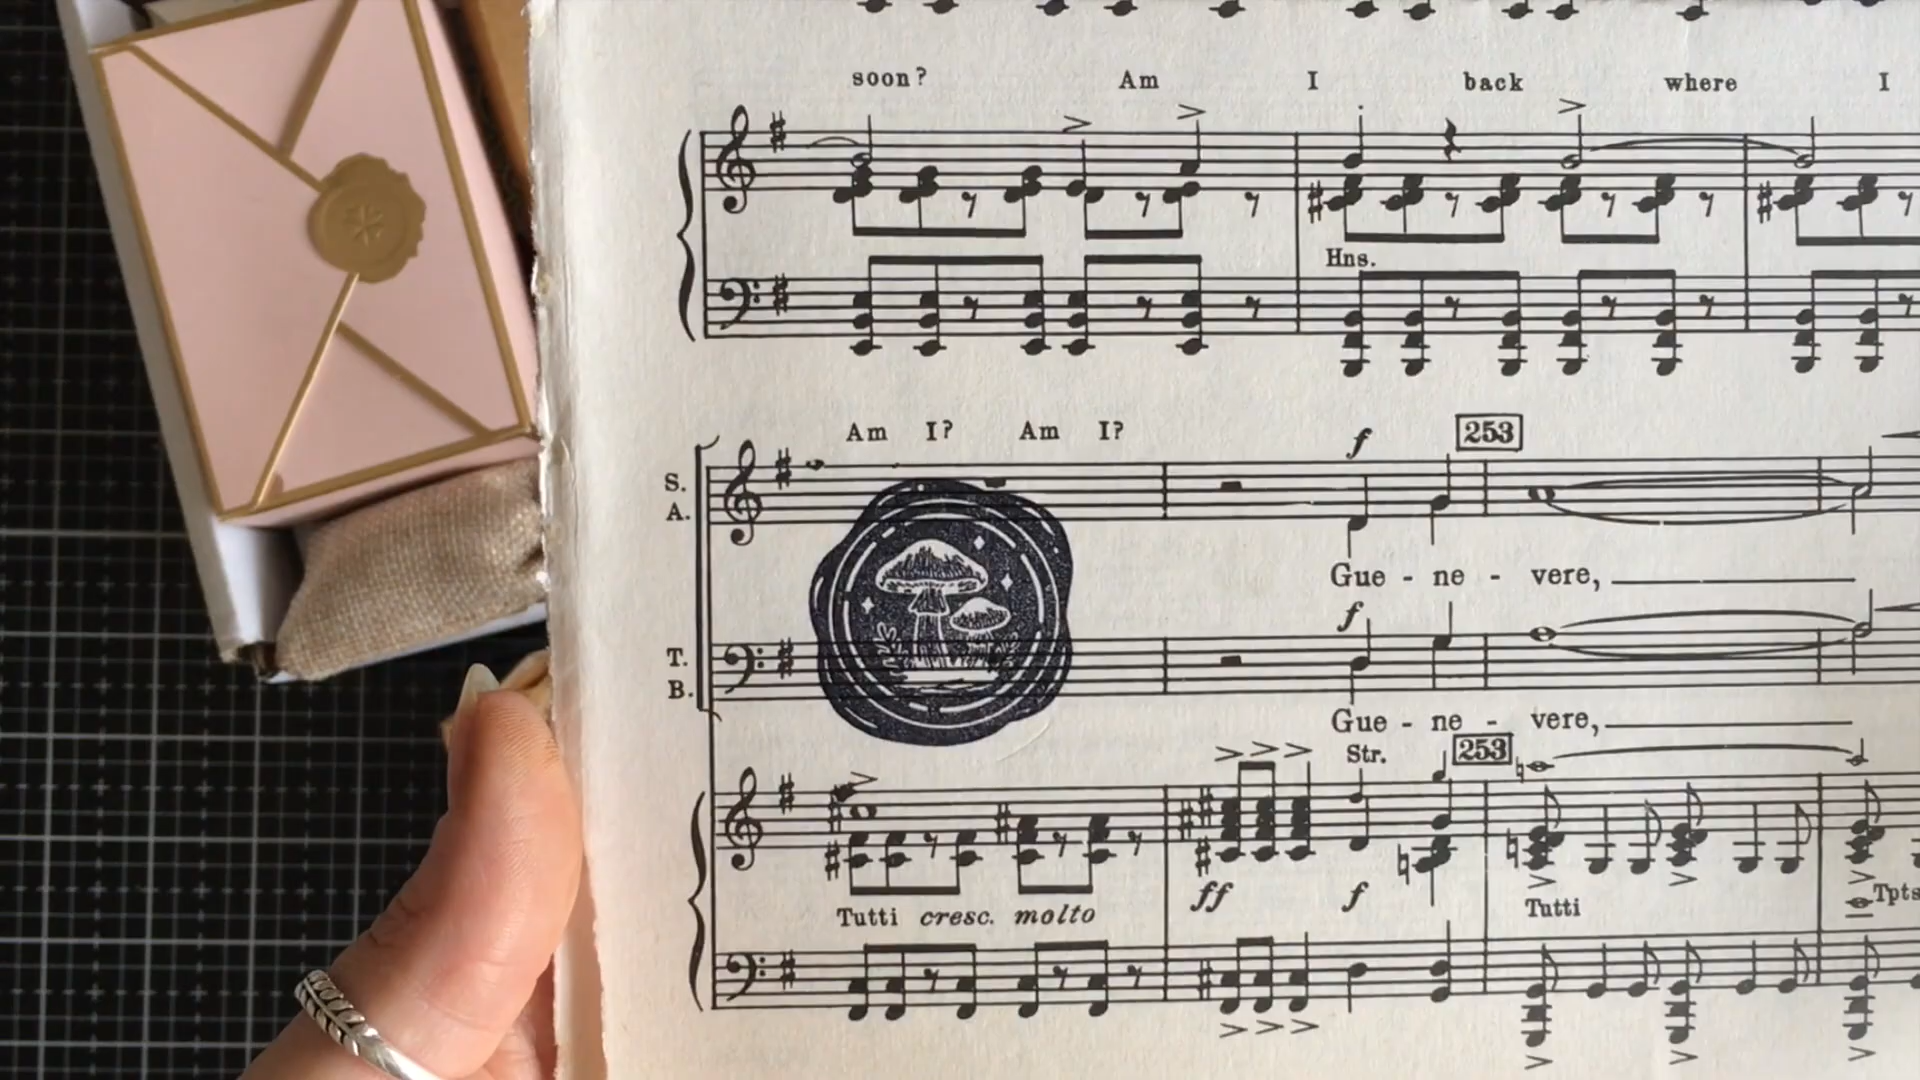 soon? Am I back where I
Hns.
Am I? Am I?
f 253
S.
A.
Gue - ne - vere,
f
T.
B.
Gue - ne - vere,
Str. 253
ff f
Tutti cresc. molto Tutti Tpts